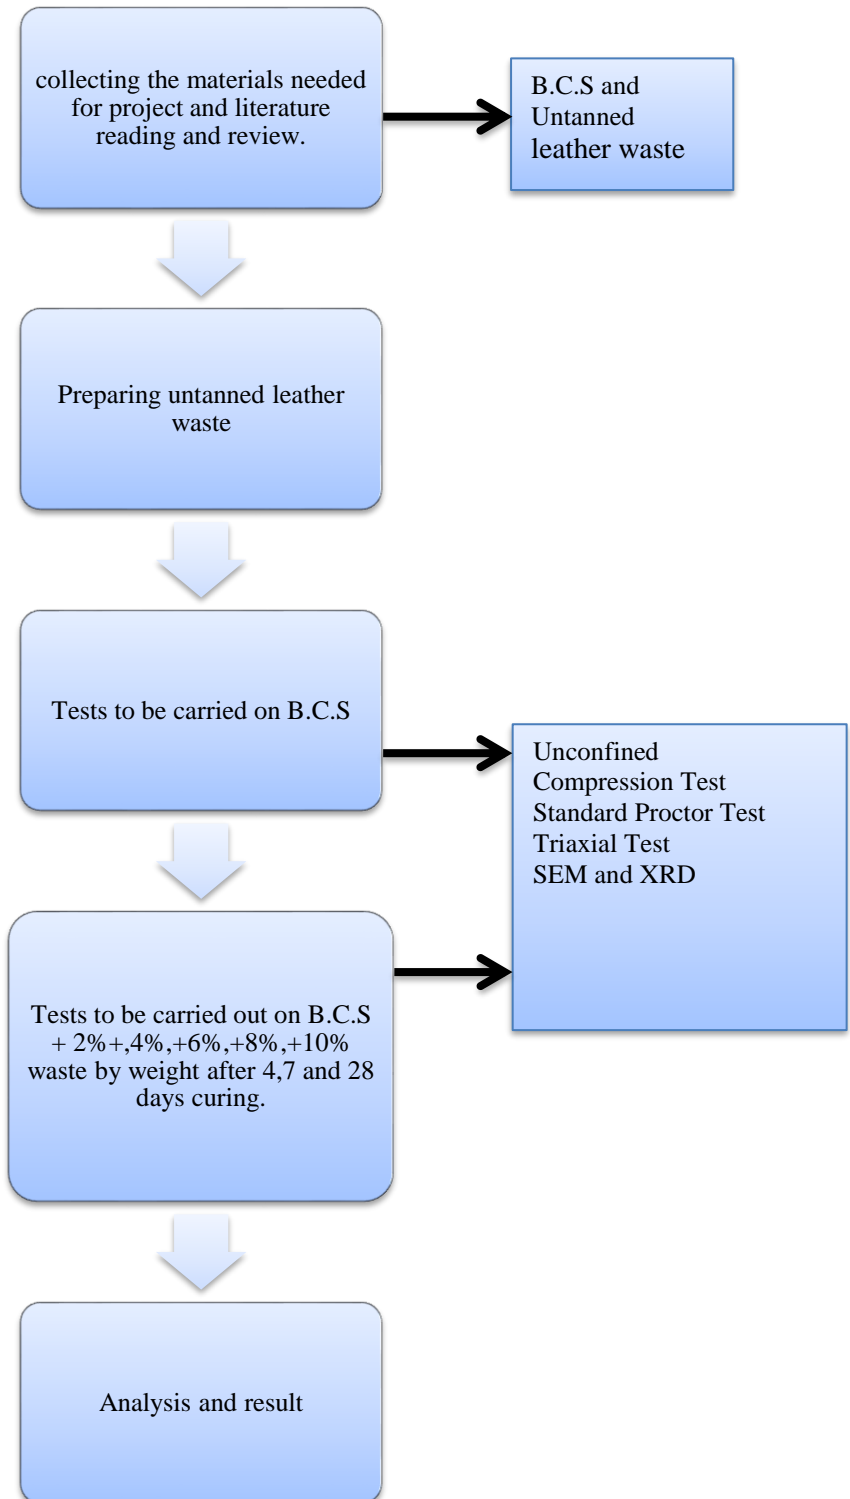 collecting the materials needed
for project and literature
reading and review.
B.C.S and
Untanned
leather waste
Preparing untanned leather
waste
Tests to be carried on B.C.S
Unconfined
Compression Test
Standard Proctor Test
Triaxial Test
SEM and XRD
Tests to be carried out on B.C.S
+ 2%+,4%,+6%,+8%,+10%
waste by weight after 4,7 and 28
days curing.
Analysis and result